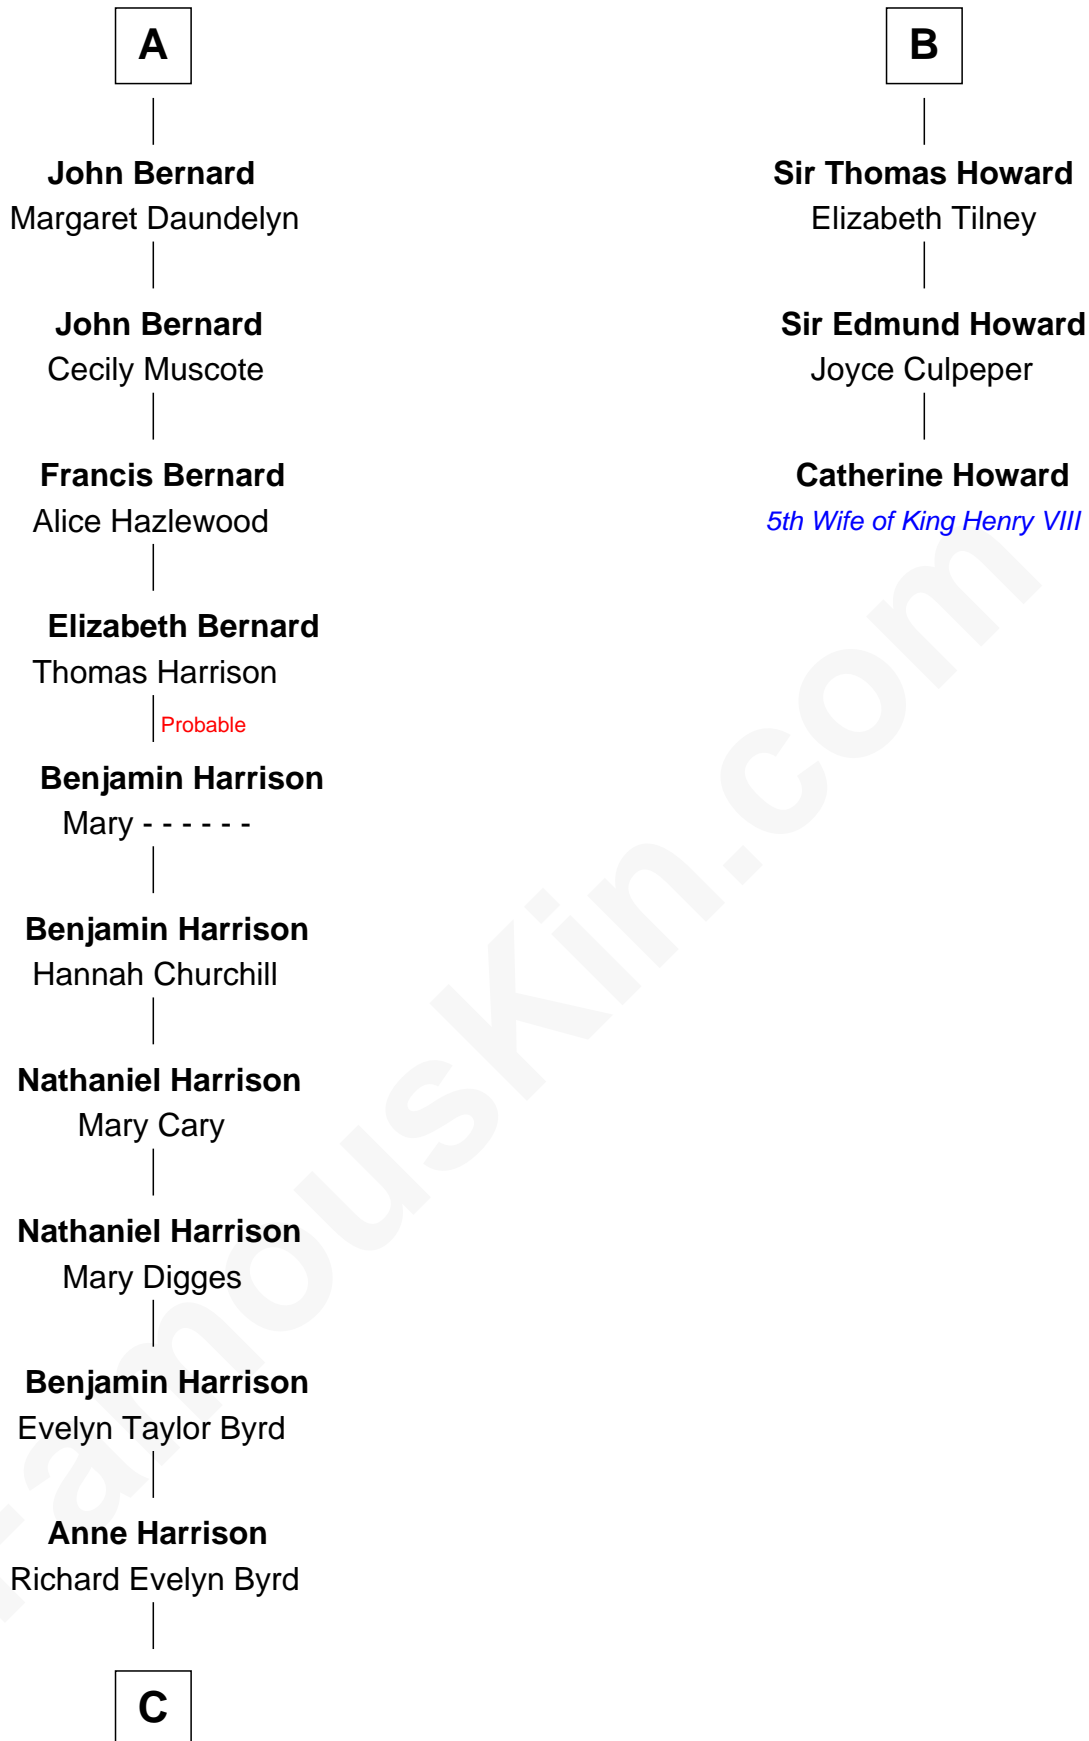 A
John Bernard
Margaret Daundelyn
John Bernard
Cecily Muscote
Francis Bernard
Alice Hazlewood
Elizabeth Bernard
Thomas Harrison
Probable
Benjamin Harrison
Mary - - - - - -
Benjamin Harrison
Hannah Churchill
Nathaniel Harrison
Mary Cary
Nathaniel Harrison
Mary Digges
Benjamin Harrison
Evelyn Taylor Byrd
Anne Harrison
Richard Evelyn Byrd
C
B
Sir Thomas Howard
Elizabeth Tilney
Sir Edmund Howard
Joyce Culpeper
Catherine Howard
5th Wife of King Henry VIII
FamousKin.com